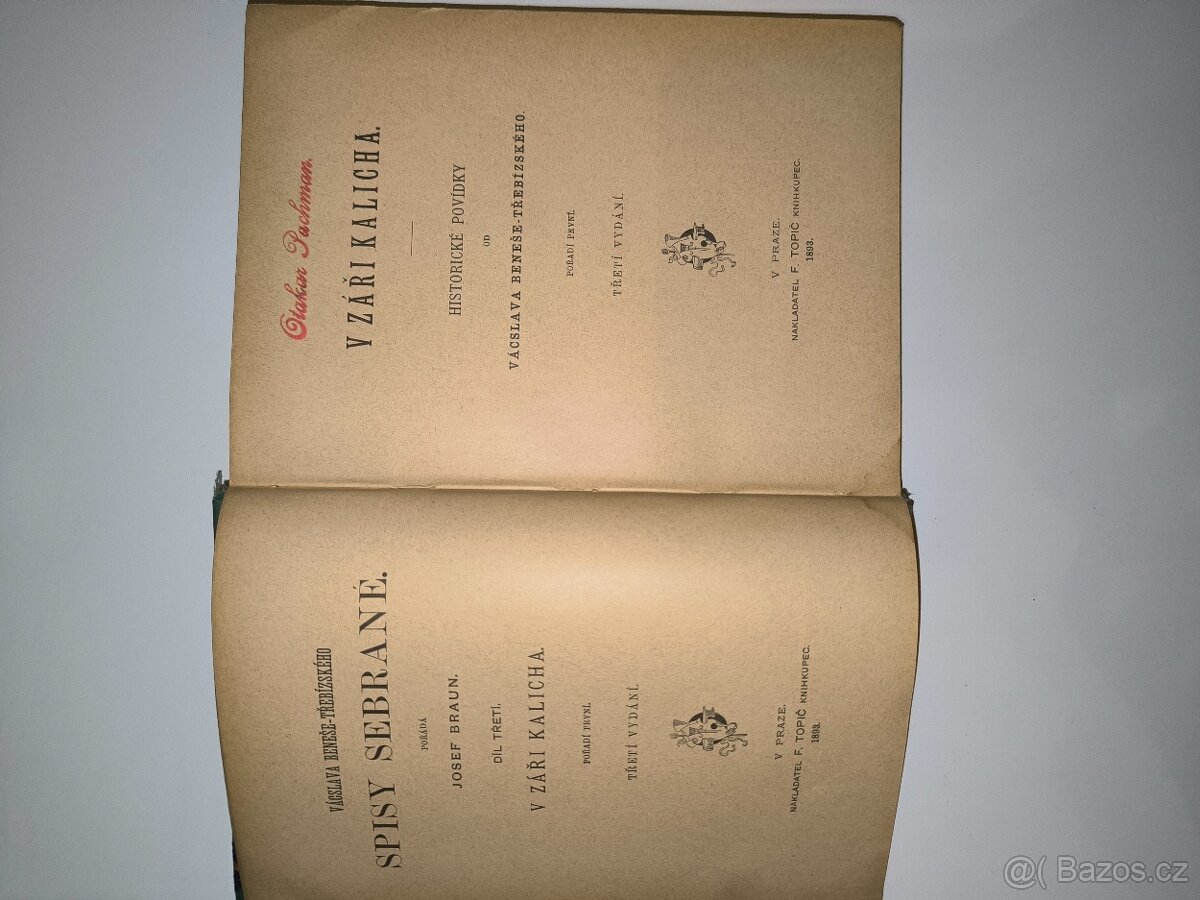 VÁCSLAVA BENEŠE-TŘEBÍZSKÉHO
SPISY SEBRANÉ.
POŘÁDÁ
JOSEF BRAUN.
DÍL TŘETÍ.
V ZÁŘI KALICHA.
POŘADÍ PRVNÍ.
TŘETÍ VYDÁNÍ.
V PRAZE.
NAKLADATEL F. TOPIČ KNIHKUPEC.
1893.
Otakar Pachman.
V ZÁŘI KALICHA.
HISTORICKÉ POVÍDKY
OD
VÁCSLAVA BENEŠE-TŘEBÍZSKÉHO.
POŘADÍ PRVNÍ.
TŘETÍ VYDÁNÍ.
V PRAZE.
NAKLADATEL F. TOPIČ KNIHKUPEC.
1893.
@( Bazos.cz